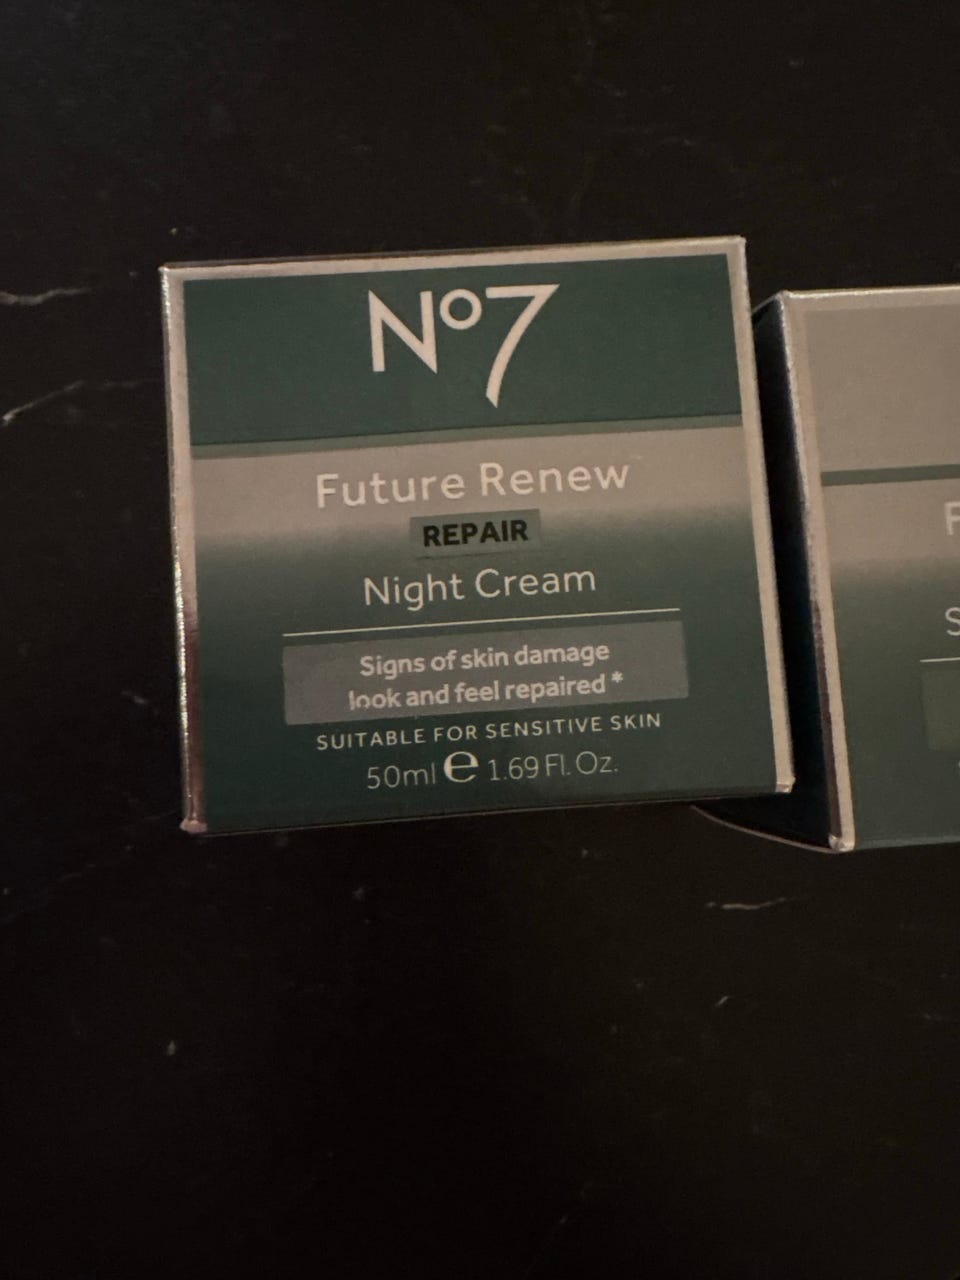 Nº7
Future Renew
REPAIR
Night Cream
Signs of skin damage
look and feel repaired*
SUITABLE FOR SENSITIVE SKIN
50ml ℮ 1.69 Fl. Oz.
F
S